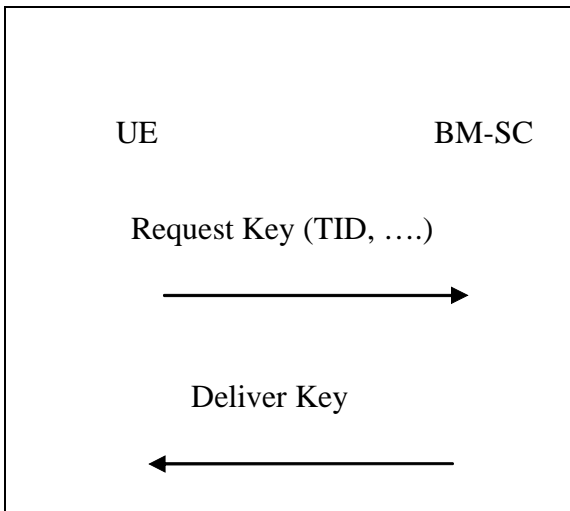 UE BM-SC
Request Key (TID, ….)
Deliver Key